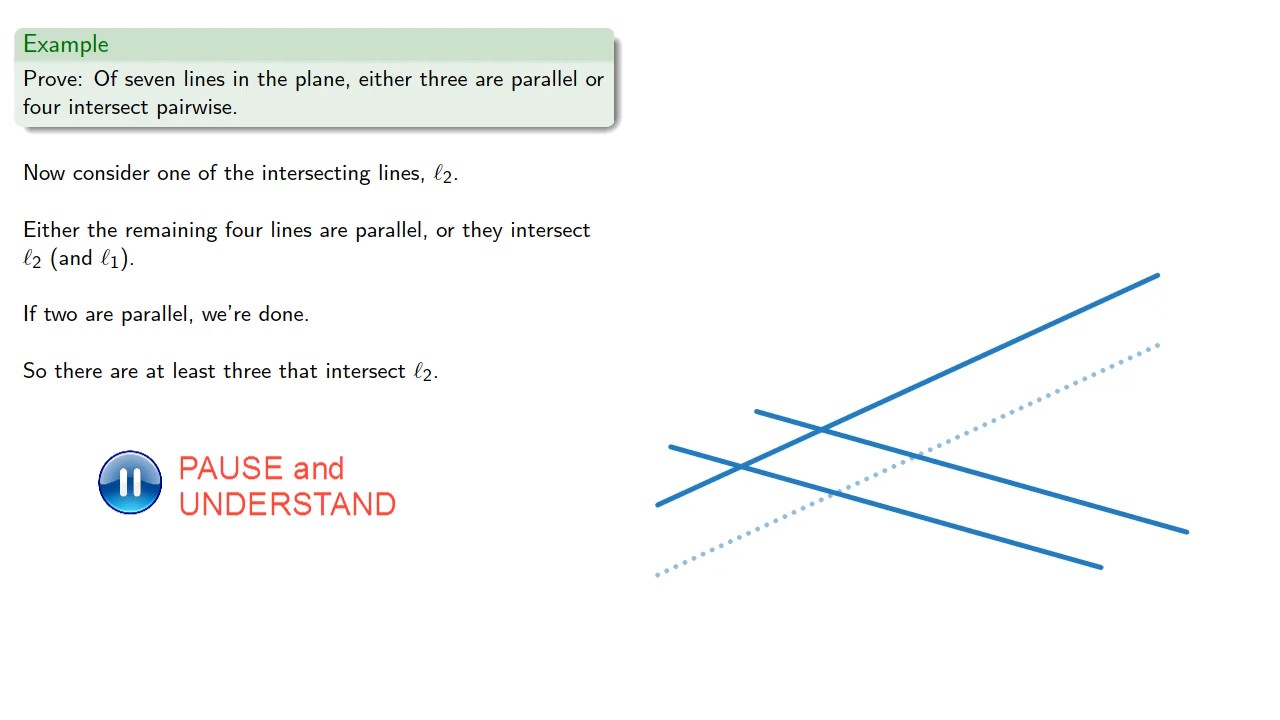 Example
Prove: Of seven lines in the plane, either three are parallel or
four intersect pairwise.
Now consider one of the intersecting lines, ℓ₂.
Either the remaining four lines are parallel, or they intersect
ℓ₂ (and ℓ₁).
If two are parallel, we're done.
So there are at least three that intersect ℓ₂.
PAUSE and
UNDERSTAND